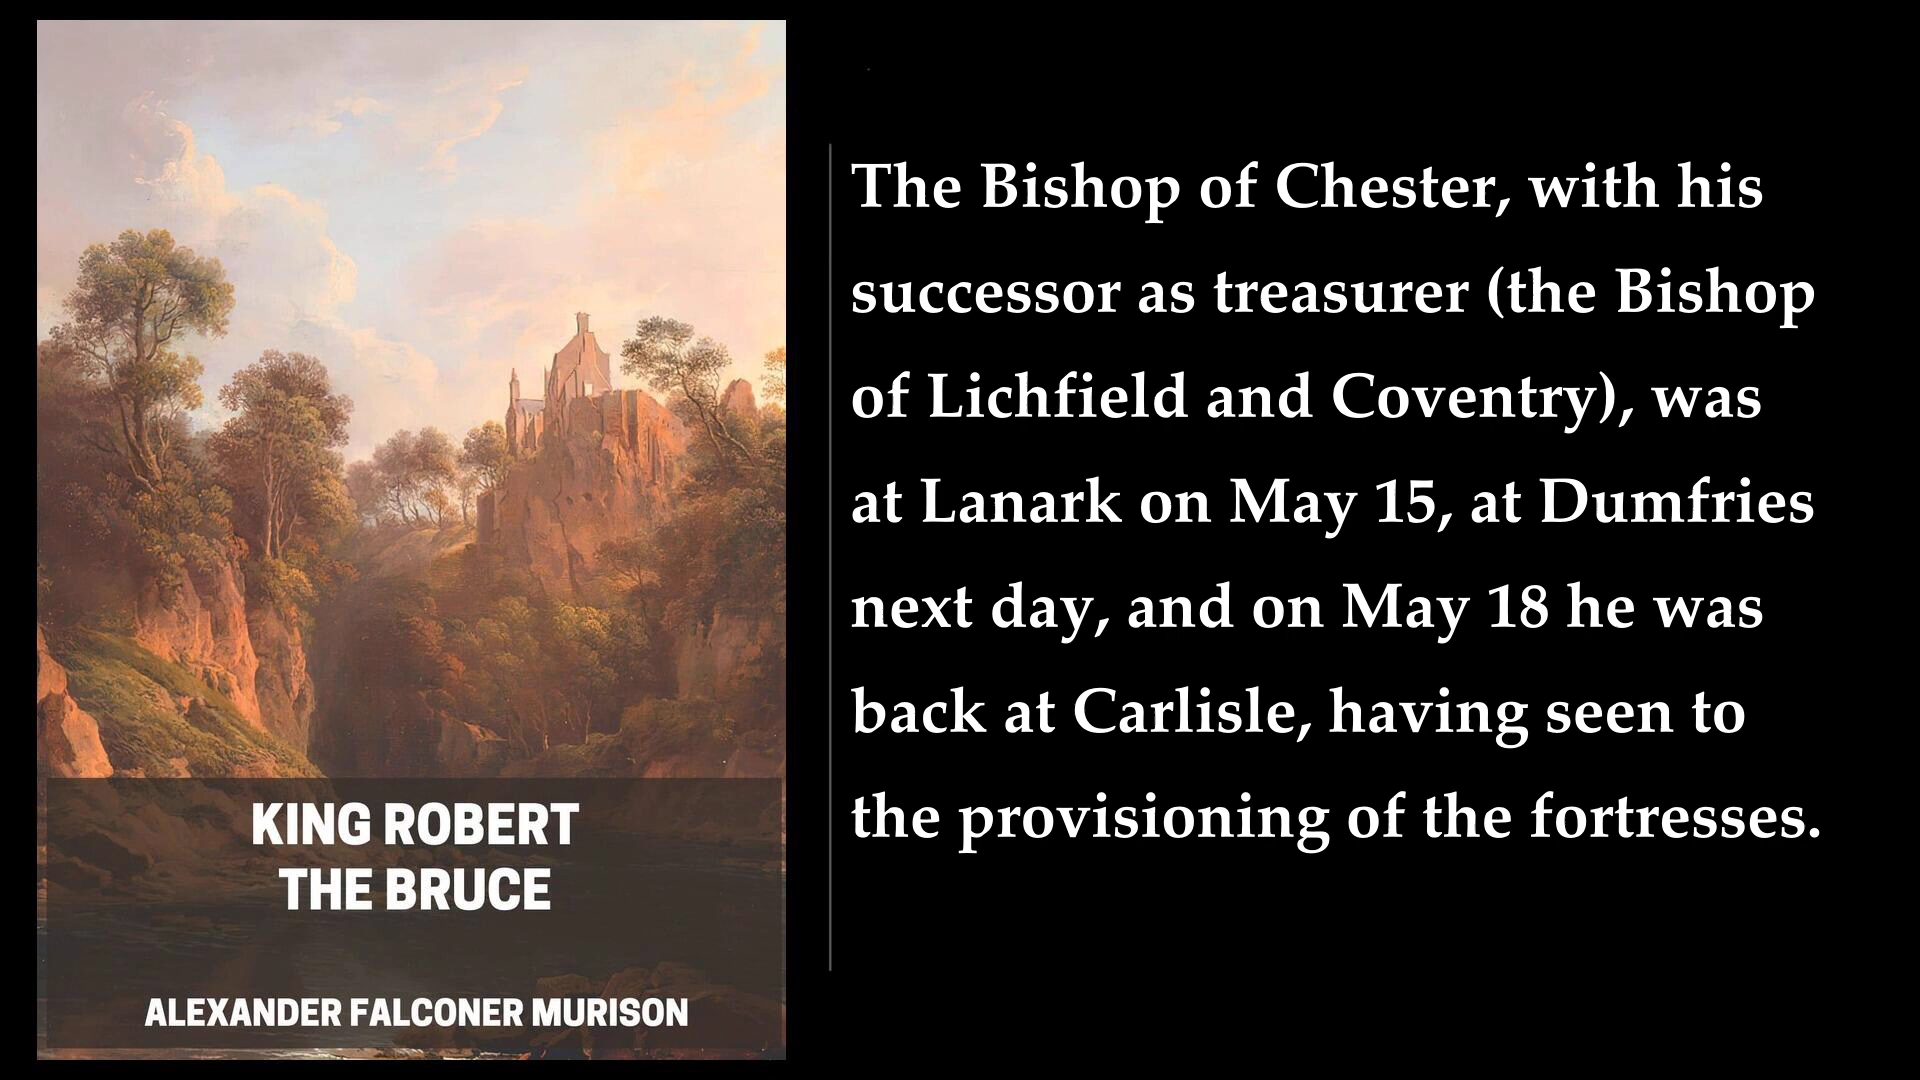 KING ROBERT
THE BRUCE
ALEXANDER FALCONER MURISON
The Bishop of Chester, with his
successor as treasurer (the Bishop
of Lichfield and Coventry), was
at Lanark on May 15, at Dumfries
next day, and on May 18 he was
back at Carlisle, having seen to
the provisioning of the fortresses.